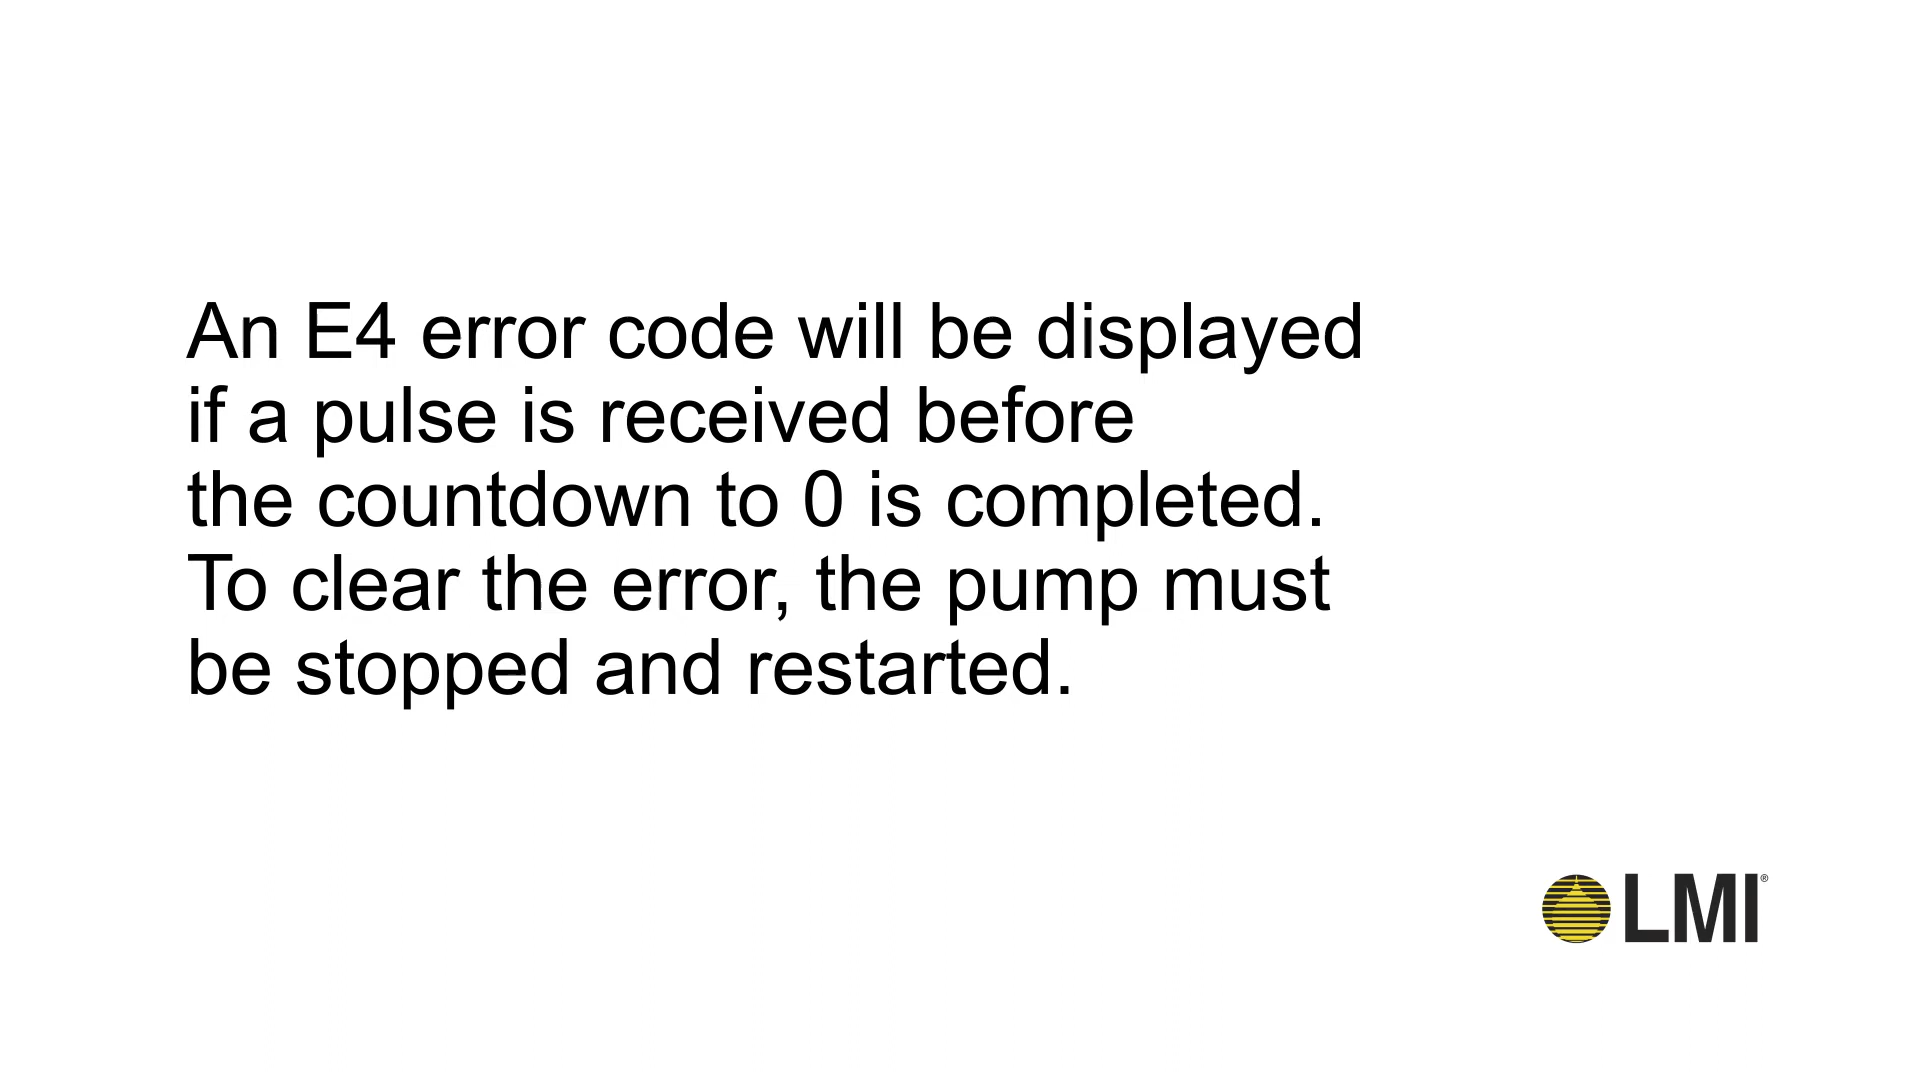 An E4 error code will be displayed
if a pulse is received before
the countdown to 0 is completed.
To clear the error, the pump must
be stopped and restarted.
LMI®